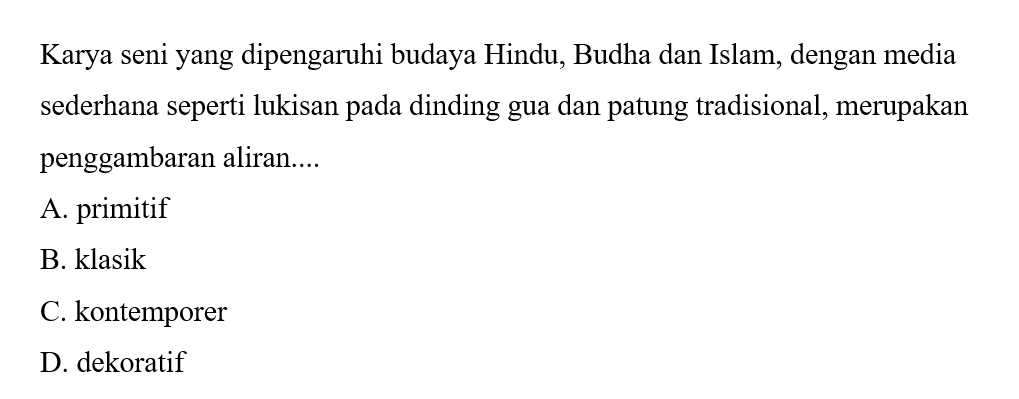 Karya seni yang dipengaruhi budaya Hindu, Budha dan Islam, dengan media
sederhana seperti lukisan pada dinding gua dan patung tradisional, merupakan
penggambaran aliran....
A. primitif
B. klasik
C. kontemporer
D. dekoratif